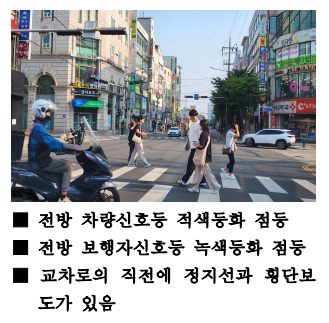 ■ 전방 차량신호등 적색등화 점등
■ 전방 보행자신호등 녹색등화 점등
■ 교차로의 직전에 정지선과 횡단보
도가 있음